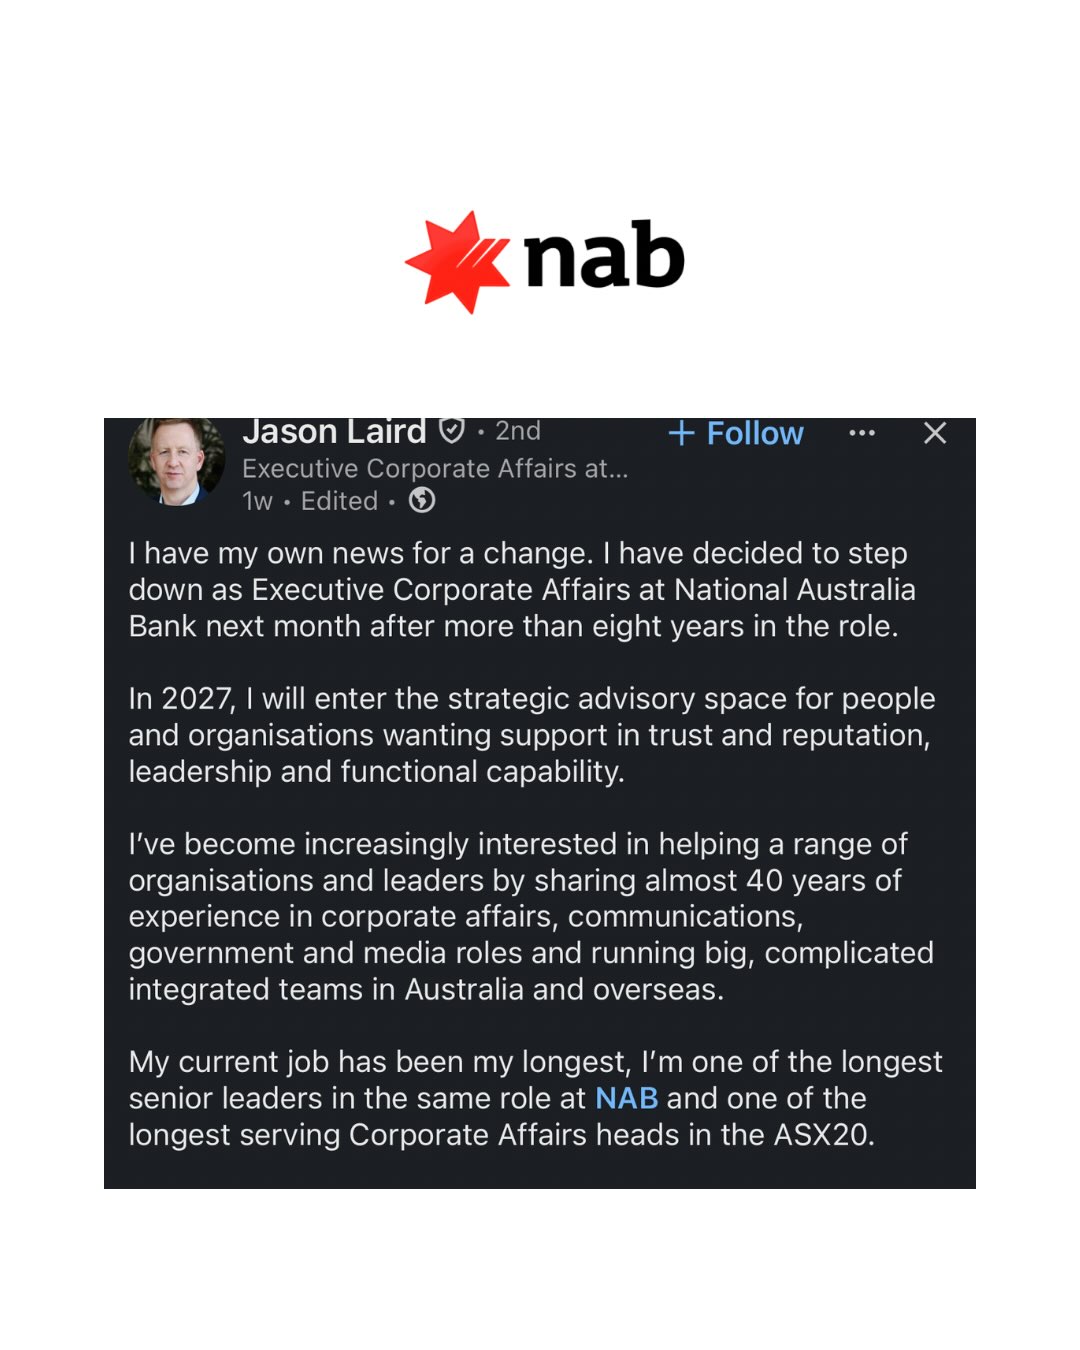 nab
Jason Laird · 2nd
+ Follow ··· ×
Executive Corporate Affairs at...
1w • Edited •
I have my own news for a change. I have decided to step
down as Executive Corporate Affairs at National Australia
Bank next month after more than eight years in the role.
In 2027, I will enter the strategic advisory space for people
and organisations wanting support in trust and reputation,
leadership and functional capability.
I’ve become increasingly interested in helping a range of
organisations and leaders by sharing almost 40 years of
experience in corporate affairs, communications,
government and media roles and running big, complicated
integrated teams in Australia and overseas.
My current job has been my longest, I’m one of the longest
senior leaders in the same role at NAB and one of the
longest serving Corporate Affairs heads in the ASX20.